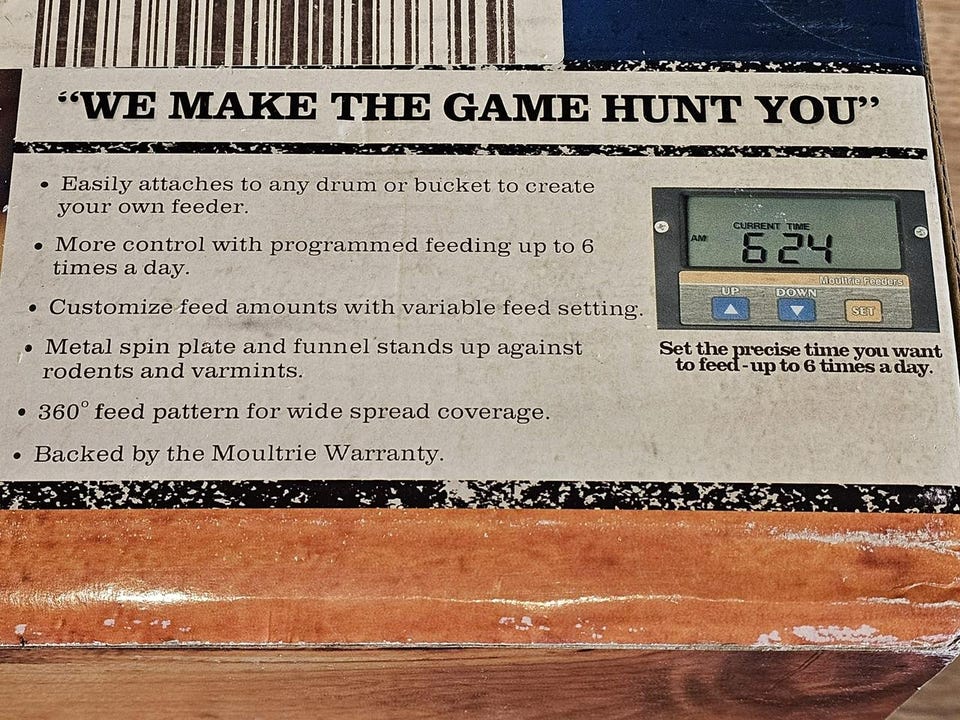 “WE MAKE THE GAME HUNT YOU”
• Easily attaches to any drum or bucket to create
your own feeder.
• More control with programmed feeding up to 6
times a day.
• Customize feed amounts with variable feed setting.
• Metal spin plate and funnel stands up against
rodents and varmints.
• 360° feed pattern for wide spread coverage.
• Backed by the Moultrie Warranty.
CURRENT TIME
AM 6 24
Moultrie Feeders
UP DOWN
SET
Set the precise time you want
to feed-up to 6 times a day.